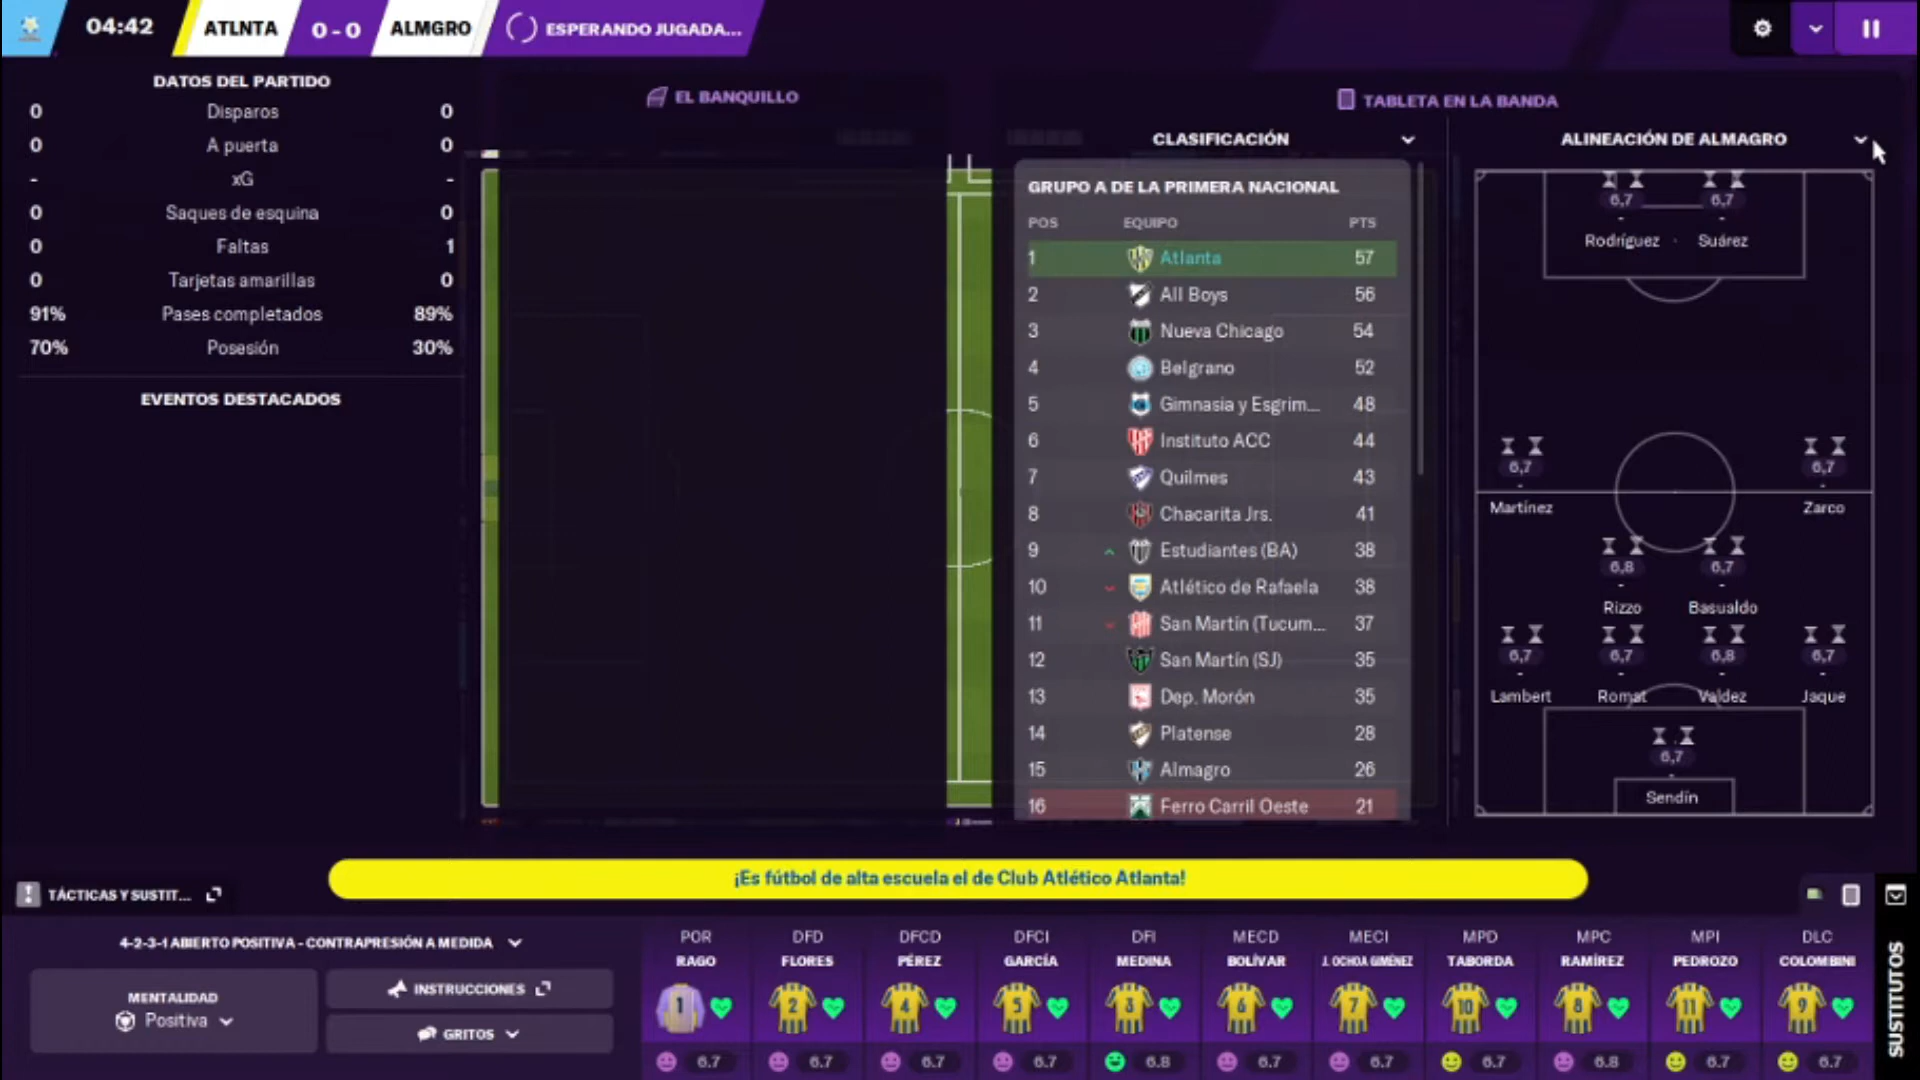 04:42 ATLNTA 0 - 0 ALMGRO ESPERANDO JUGADA...
DATOS DEL PARTIDO
0 Disparos 0
0 A puerta 0
- xG -
0 Saques de esquina 0
0 Faltas 1
0 Tarjetas amarillas 0
91% Pases completados 89%
70% Posesión 30%
EVENTOS DESTACADOS
EL BANQUILLO
TABLETA EN LA BANDA
CLASIFICACIÓN
GRUPO A DE LA PRIMERA NACIONAL
POS EQUIPO PTS
1 Atlanta 57
2 All Boys 56
3 Nueva Chicago 54
4 Belgrano 52
5 Gimnasia y Esgrim... 48
6 Instituto ACC 44
7 Quilmes 43
8 Chacarita Jrs. 41
9 Estudiantes (BA) 38
10 Atlético de Rafaela 38
11 San Martín (Tucum... 37
12 San Martín (SJ) 35
13 Dep. Morón 35
14 Platense 28
15 Almagro 26
16 Ferro Carril Oeste 21
ALINEACIÓN DE ALMAGRO
6,7 6,7
- -
Rodríguez Suárez
6,7 6,7
- -
Martínez Zarco
6,8 6,7
- -
Rizzo Basualdo
6,7 6,7 6,8 6,7
- - - -
Lambert Romat Valdez Jaque
6,7
-
Sendín
¡Es fútbol de alta escuela el de Club Atlético Atlanta!
TÁCTICAS Y SUSTIT...
4-2-3-1 ABIERTO POSITIVA - CONTRAPRESIÓN A MEDIDA
MENTALIDAD
Positiva
INSTRUCCIONES
GRITOS
POR DFD DFCD DFCI DFI MECD MECI MPD MPC MPI DLC
RAGO FLORES PÉREZ GARCÍA MEDINA BOLÍVAR J. OCHOA GIMÉNEZ TABORDA RAMÍREZ PEDROZO COLOMBINI
1 2 4 5 3 6 7 10 8 11 9
6.7 6.7 6.7 6.7 6.8 6.7 6.7 6.7 6.8 6.7 6.7
SUSTITUTOS